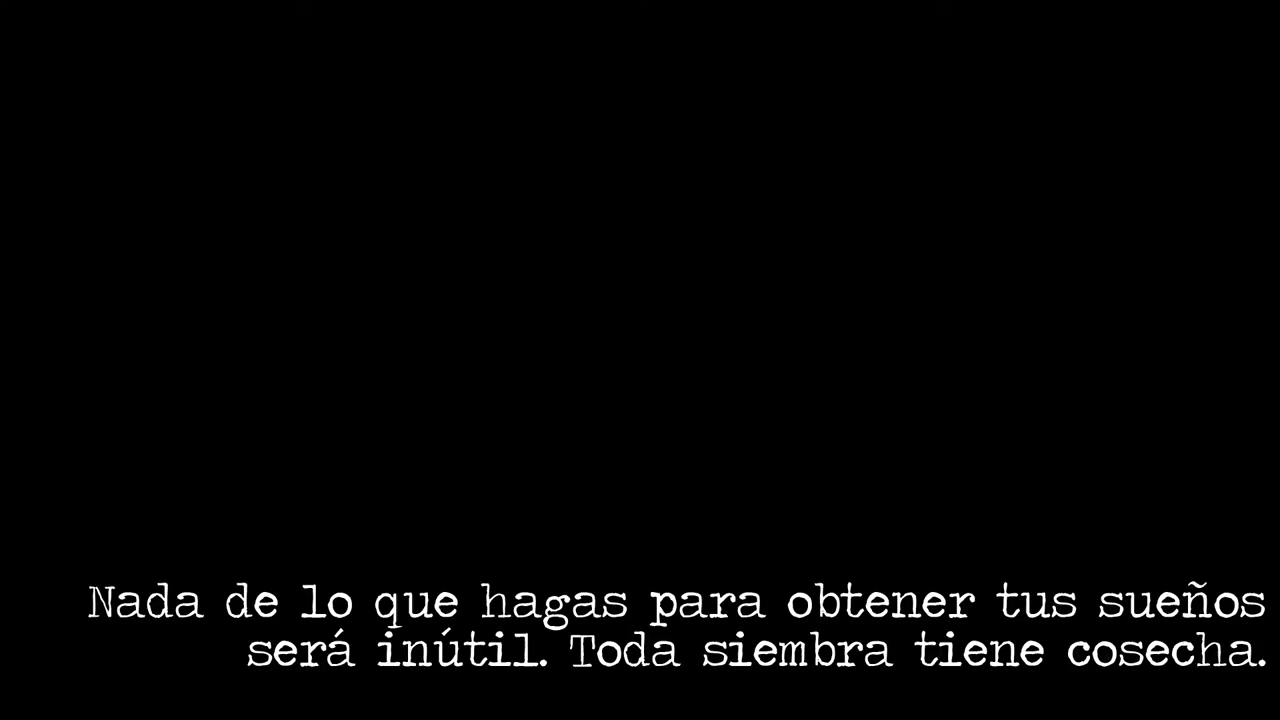 Nada de lo que hagas para obtener tus sueños
será inútil. Toda siembra tiene cosecha.